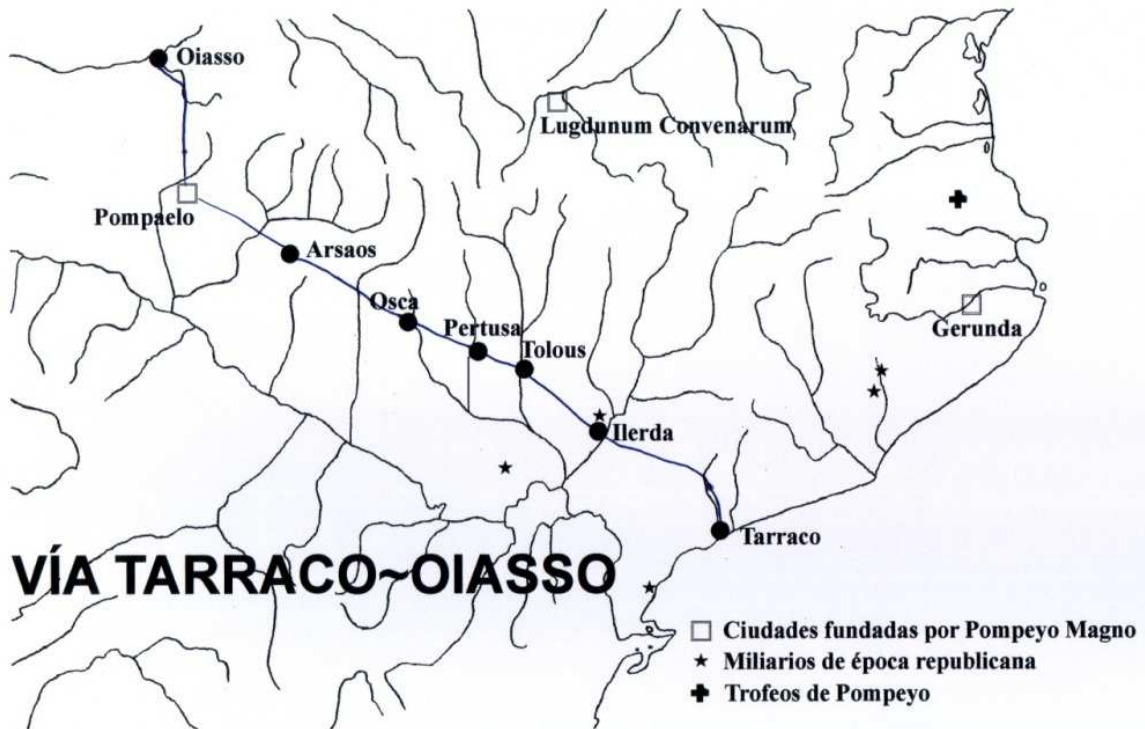 Oiasso
Lugdunum Convenarum
Pompaelo
Arsaos
Osca
Pertusa
Tolous
Gerunda
Ilerda
Tarraco
VÍA TARRACO~OIASSO
Ciudades fundadas por Pompeyo Magno
Miliarios de época republicana
Trofeos de Pompeyo